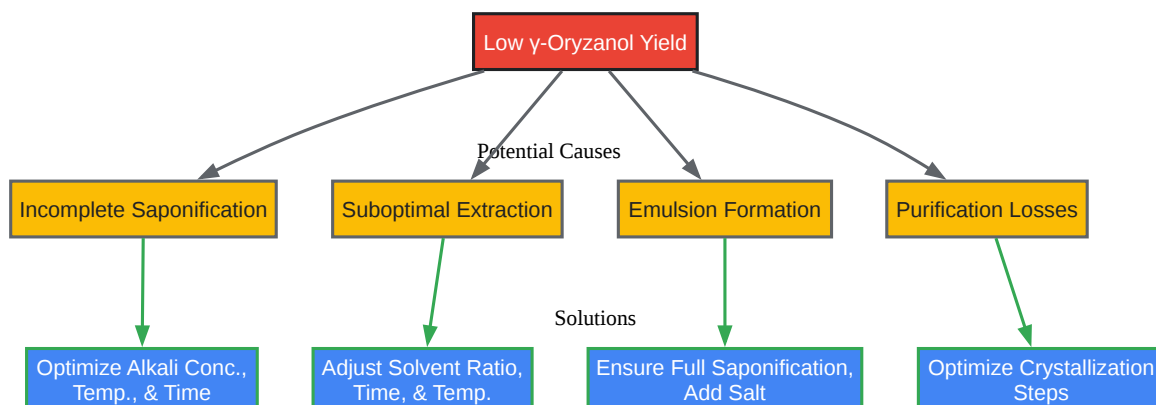 Low γ-Oryzanol Yield
Potential Causes
Incomplete Saponification
Suboptimal Extraction
Emulsion Formation
Purification Losses
Solutions
Optimize Alkali Conc.,
Temp., & Time
Adjust Solvent Ratio,
Time, & Temp.
Ensure Full Saponification,
Add Salt
Optimize Crystallization
Steps